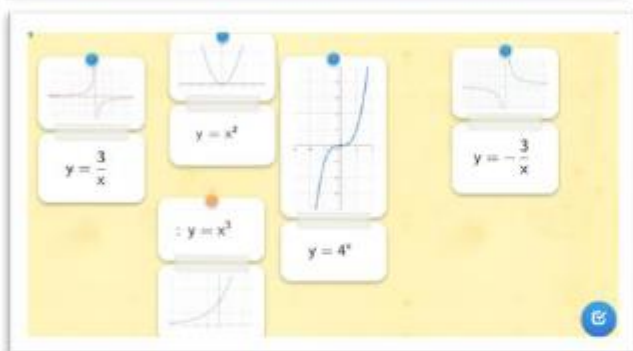 y = 3/x
y = x²
: y = x³
y = 4ˣ
y = - 3/x